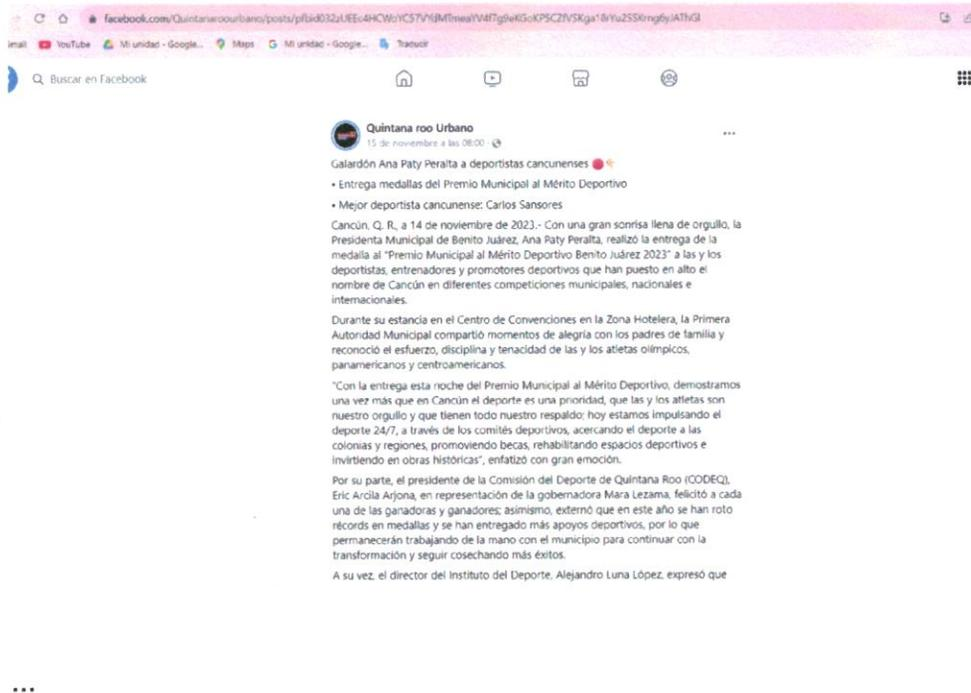 facebook.com/Quintanaroourbano/posts/
YouTube Mi unidad - Google... Maps Mi unidad - Google... Traducir
Buscar en Facebook
Quintana roo Urbano
15 de noviembre a las 08:00
Galardón Ana Paty Peralta a deportistas cancunenses
• Entrega medallas del Premio Municipal al Mérito Deportivo
• Mejor deportista cancunense: Carlos Sansores
Cancún, Q. R., a 14 de noviembre de 2023.- Con una gran sonrisa llena de orgullo, la
Presidenta Municipal de Benito Juárez, Ana Paty Peralta, realizó la entrega de la
medalla al "Premio Municipal al Mérito Deportivo Benito Juárez 2023" a las y los
deportistas, entrenadores y promotores deportivos que han puesto en alto el
nombre de Cancún en diferentes competiciones municipales, nacionales e
internacionales.
Durante su estancia en el Centro de Convenciones en la Zona Hotelera, la Primera
Autoridad Municipal compartió momentos de alegría con los padres de familia y
reconoció el esfuerzo, disciplina y tenacidad de las y los atletas olímpicos,
panamericanos y centroamericanos.
"Con la entrega esta noche del Premio Municipal al Mérito Deportivo, demostramos
una vez más que en Cancún el deporte es una prioridad, que las y los atletas son
nuestro orgullo y que tienen todo nuestro respaldo; hoy estamos impulsando el
deporte 24/7, a través de los comités deportivos, acercando el deporte a las
colonias y regiones, promoviendo becas, rehabilitando espacios deportivos e
invirtiendo en obras históricas", enfatizó con gran emoción.
Por su parte, el presidente de la Comisión del Deporte de Quintana Roo (CODEQ),
Eric Arcila Arjona, en representación de la gobernadora Mara Lezama, felicitó a cada
una de las ganadoras y ganadores; asimismo, externó que en este año se han roto
récords en medallas y se han entregado más apoyos deportivos, por lo que
permanecerán trabajando de la mano con el municipio para continuar con la
transformación y seguir cosechando más éxitos.
A su vez, el director del Instituto del Deporte, Alejandro Luna López, expresó que